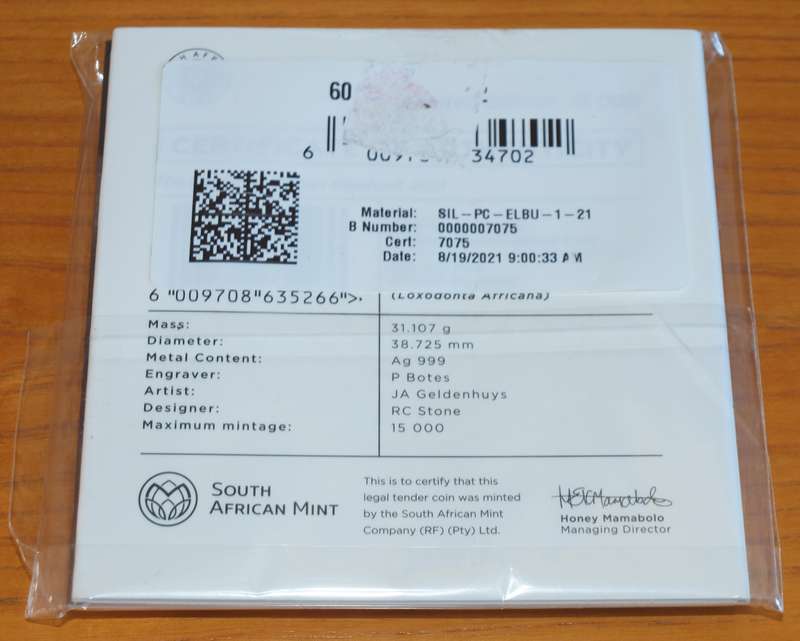 60
6 34702
Material: SIL-PC-ELBU-1-21
B Number: 0000007075
Cert: 7075
Date: 8/19/2021 9:00:33 AM
6 "009708"635266">.
(Loxodonta Africana)
Mass: 31.107 g
Diameter: 38.725 mm
Metal Content: Ag 999
Engraver: P Botes
Artist: JA Geldenhuys
Designer: RC Stone
Maximum mintage: 15 000
SOUTH
AFRICAN MINT
This is to certify that this
legal tender coin was minted
by the South African Mint
Company (RF) (Pty) Ltd.
Honey Mamabolo
Managing Director